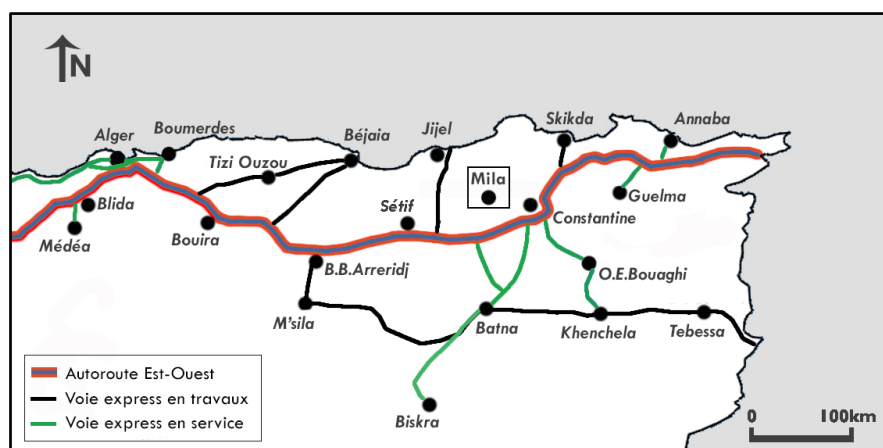 N
Alger
Boumerdes
Tizi Ouzou
Béjaia
Jijel
Skikda
Annaba
Mila
Blida
Médéa
Bouira
Sétif
Constantine
Guelma
B.B.Arreridj
O.E.Bouaghi
M'sila
Batna
Khenchela
Tebessa
Biskra
Autoroute Est-Ouest
Voie express en travaux
Voie express en service
0 100km